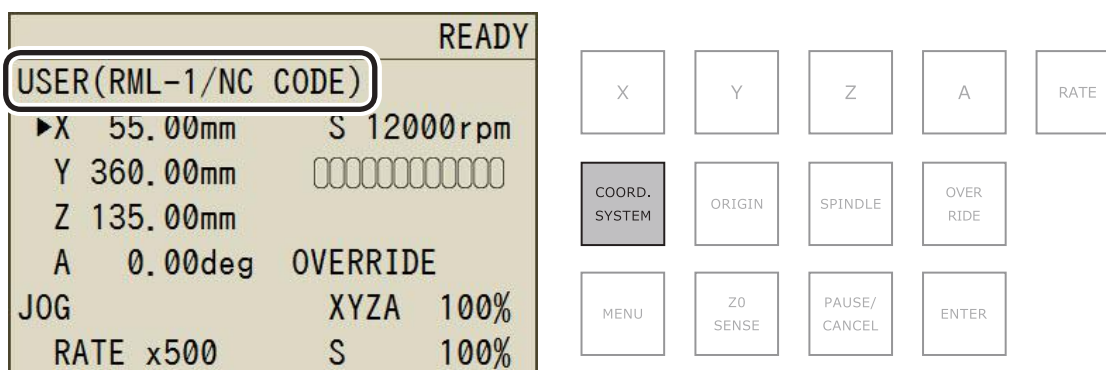 READY
USER(RML-1/NC CODE)
▶X 55.00mm S 12000rpm
Y 360.00mm
Z 135.00mm
A 0.00deg OVERRIDE
JOG XYZA 100%
RATE x500 S 100%
X Y Z A RATE
COORD.
SYSTEM
ORIGIN
SPINDLE
OVER
RIDE
MENU
Z0
SENSE
PAUSE/
CANCEL
ENTER